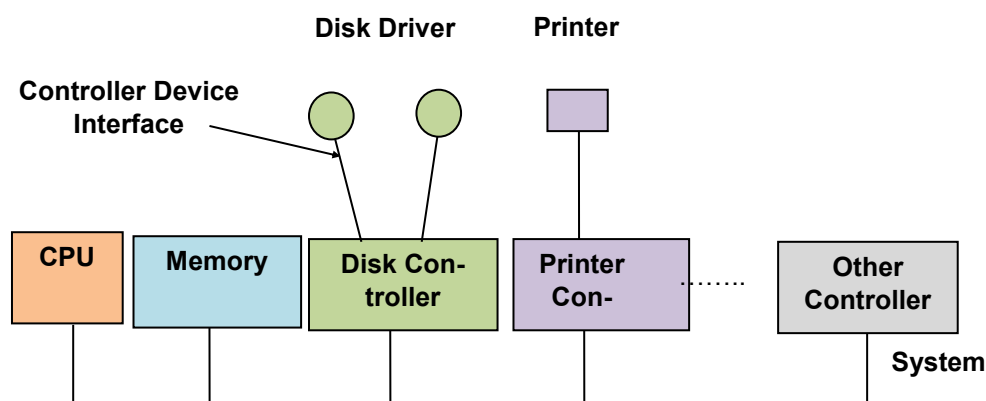 Disk Driver
Printer
Controller Device
Interface
CPU
Memory
Disk Con-
troller
Printer
Con-
........
Other
Controller
System